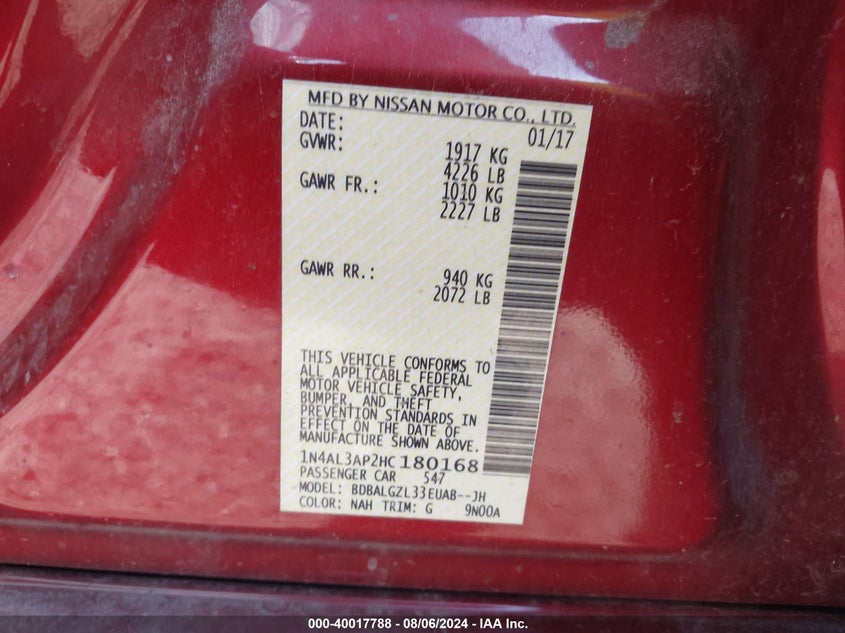 MFD BY NISSAN MOTOR CO., LTD.
DATE: 01/17
GVWR: 1917 KG
4226 LB
GAWR FR.: 1010 KG
2227 LB
GAWR RR.: 940 KG
2072 LB
THIS VEHICLE CONFORMS TO
ALL APPLICABLE FEDERAL
MOTOR VEHICLE SAFETY,
BUMPER, AND THEFT
PREVENTION STANDARDS IN
EFFECT ON THE DATE OF
MANUFACTURE SHOWN ABOVE.
1N4AL3AP2HC180168
PASSENGER CAR 547
MODEL: BDBALGZL33EUAB--JH
COLOR: NAH TRIM: G 9N00A
000-40017788 - 08/06/2024 - IAA Inc.